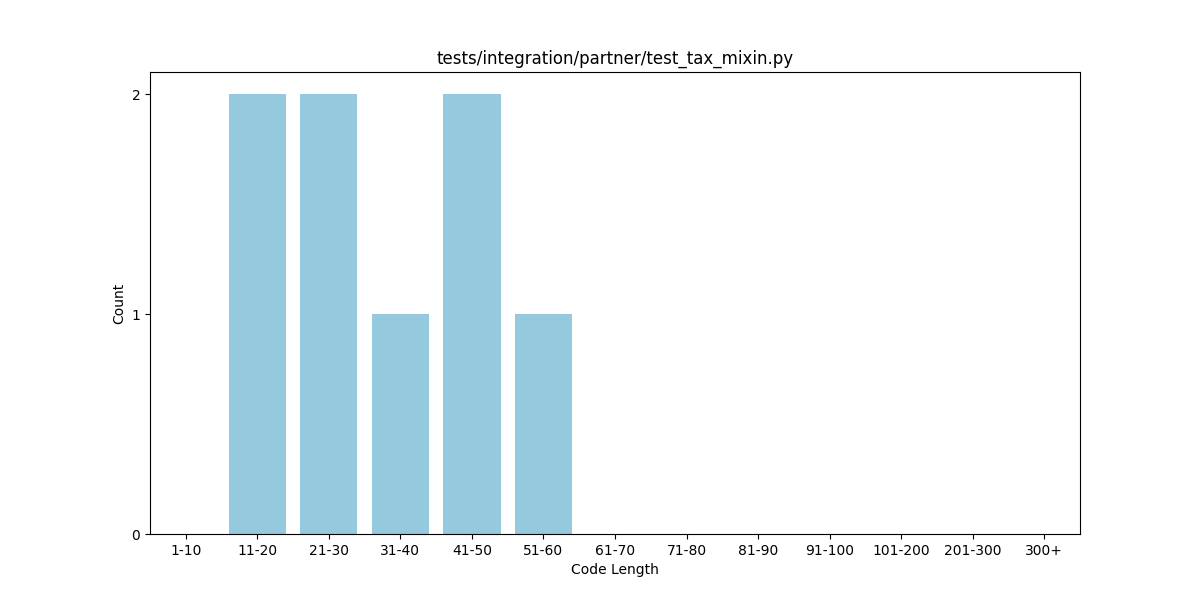 tests/integration/partner/test_tax_mixin.py
Count
2
1
0
1-10 11-20 21-30 31-40 41-50 51-60 61-70 71-80 81-90 91-100 101-200 201-300 300+
Code Length